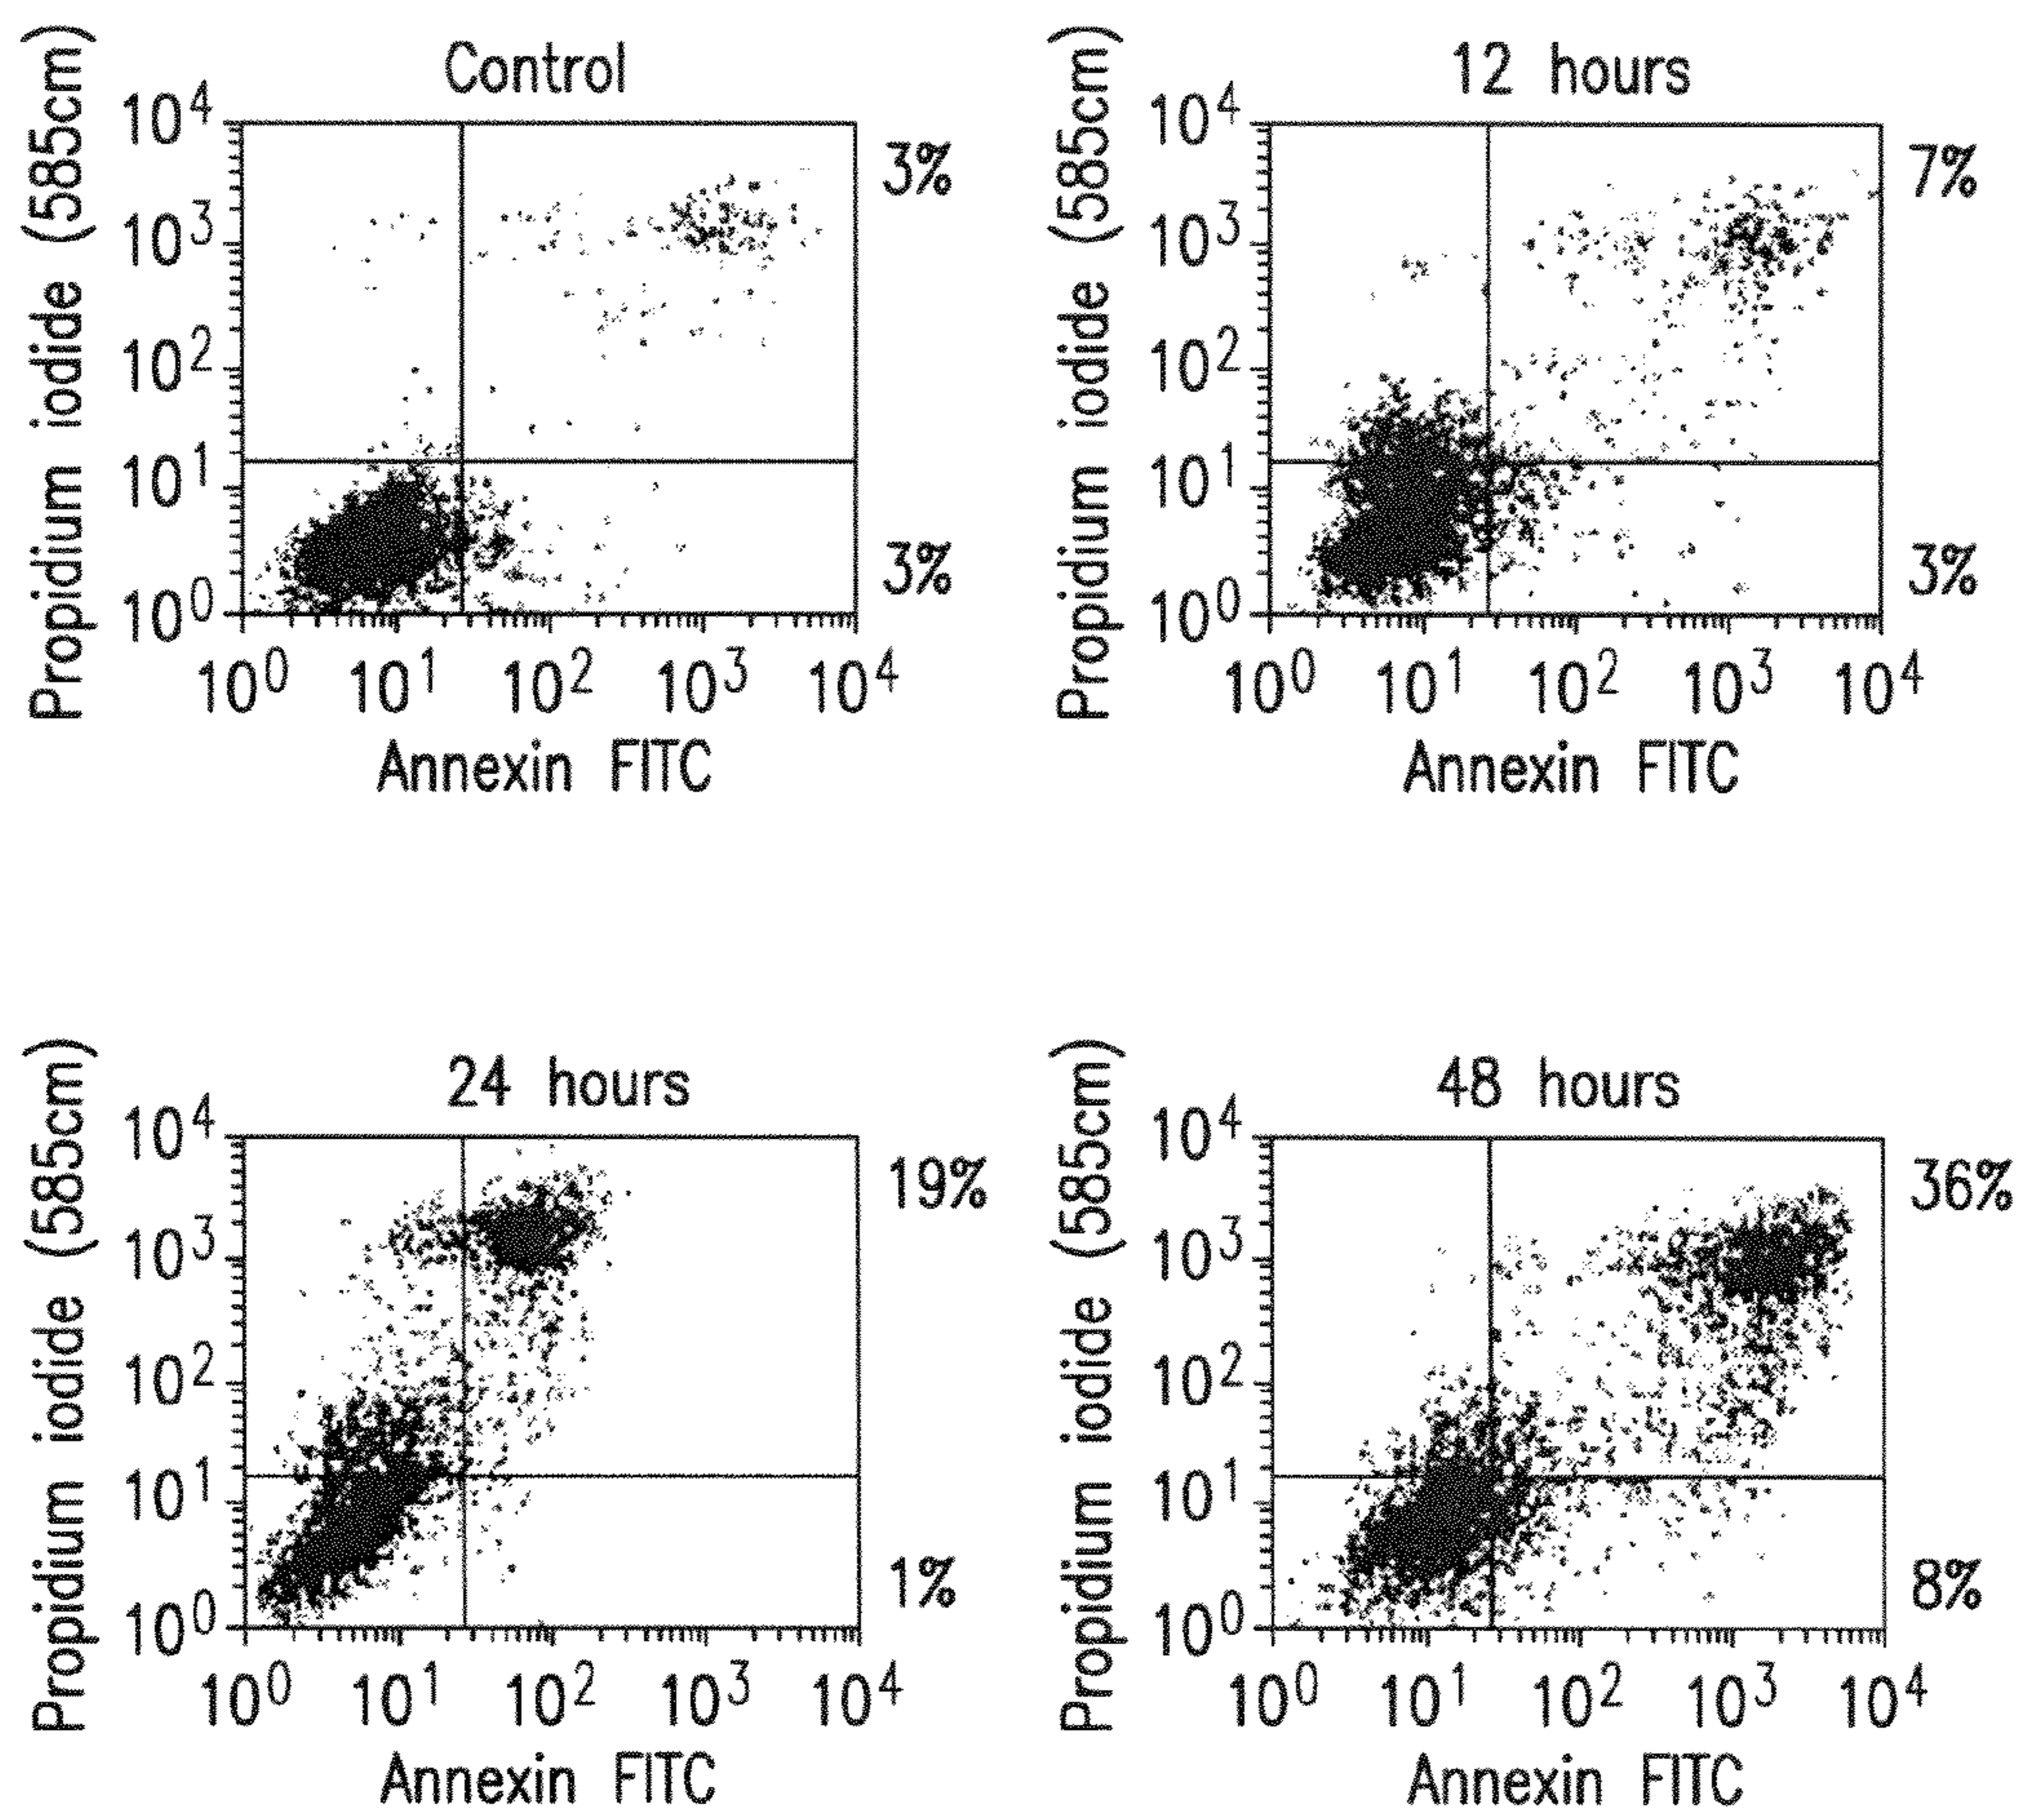 Control
Propidium iodide (585cm)
10⁴
10³
10²
10¹
10⁰
3%
3%
10⁰ 10¹ 10² 10³ 10⁴
Annexin FITC
12 hours
Propidium iodide (585cm)
10⁴
10³
10²
10¹
10⁰
7%
3%
10⁰ 10¹ 10² 10³ 10⁴
Annexin FITC
24 hours
Propidium iodide (585cm)
10⁴
10³
10²
10¹
10⁰
19%
1%
10⁰ 10¹ 10² 10³ 10⁴
Annexin FITC
48 hours
Propidium iodide (585cm)
10⁴
10³
10²
10¹
10⁰
36%
8%
10⁰ 10¹ 10² 10³ 10⁴
Annexin FITC